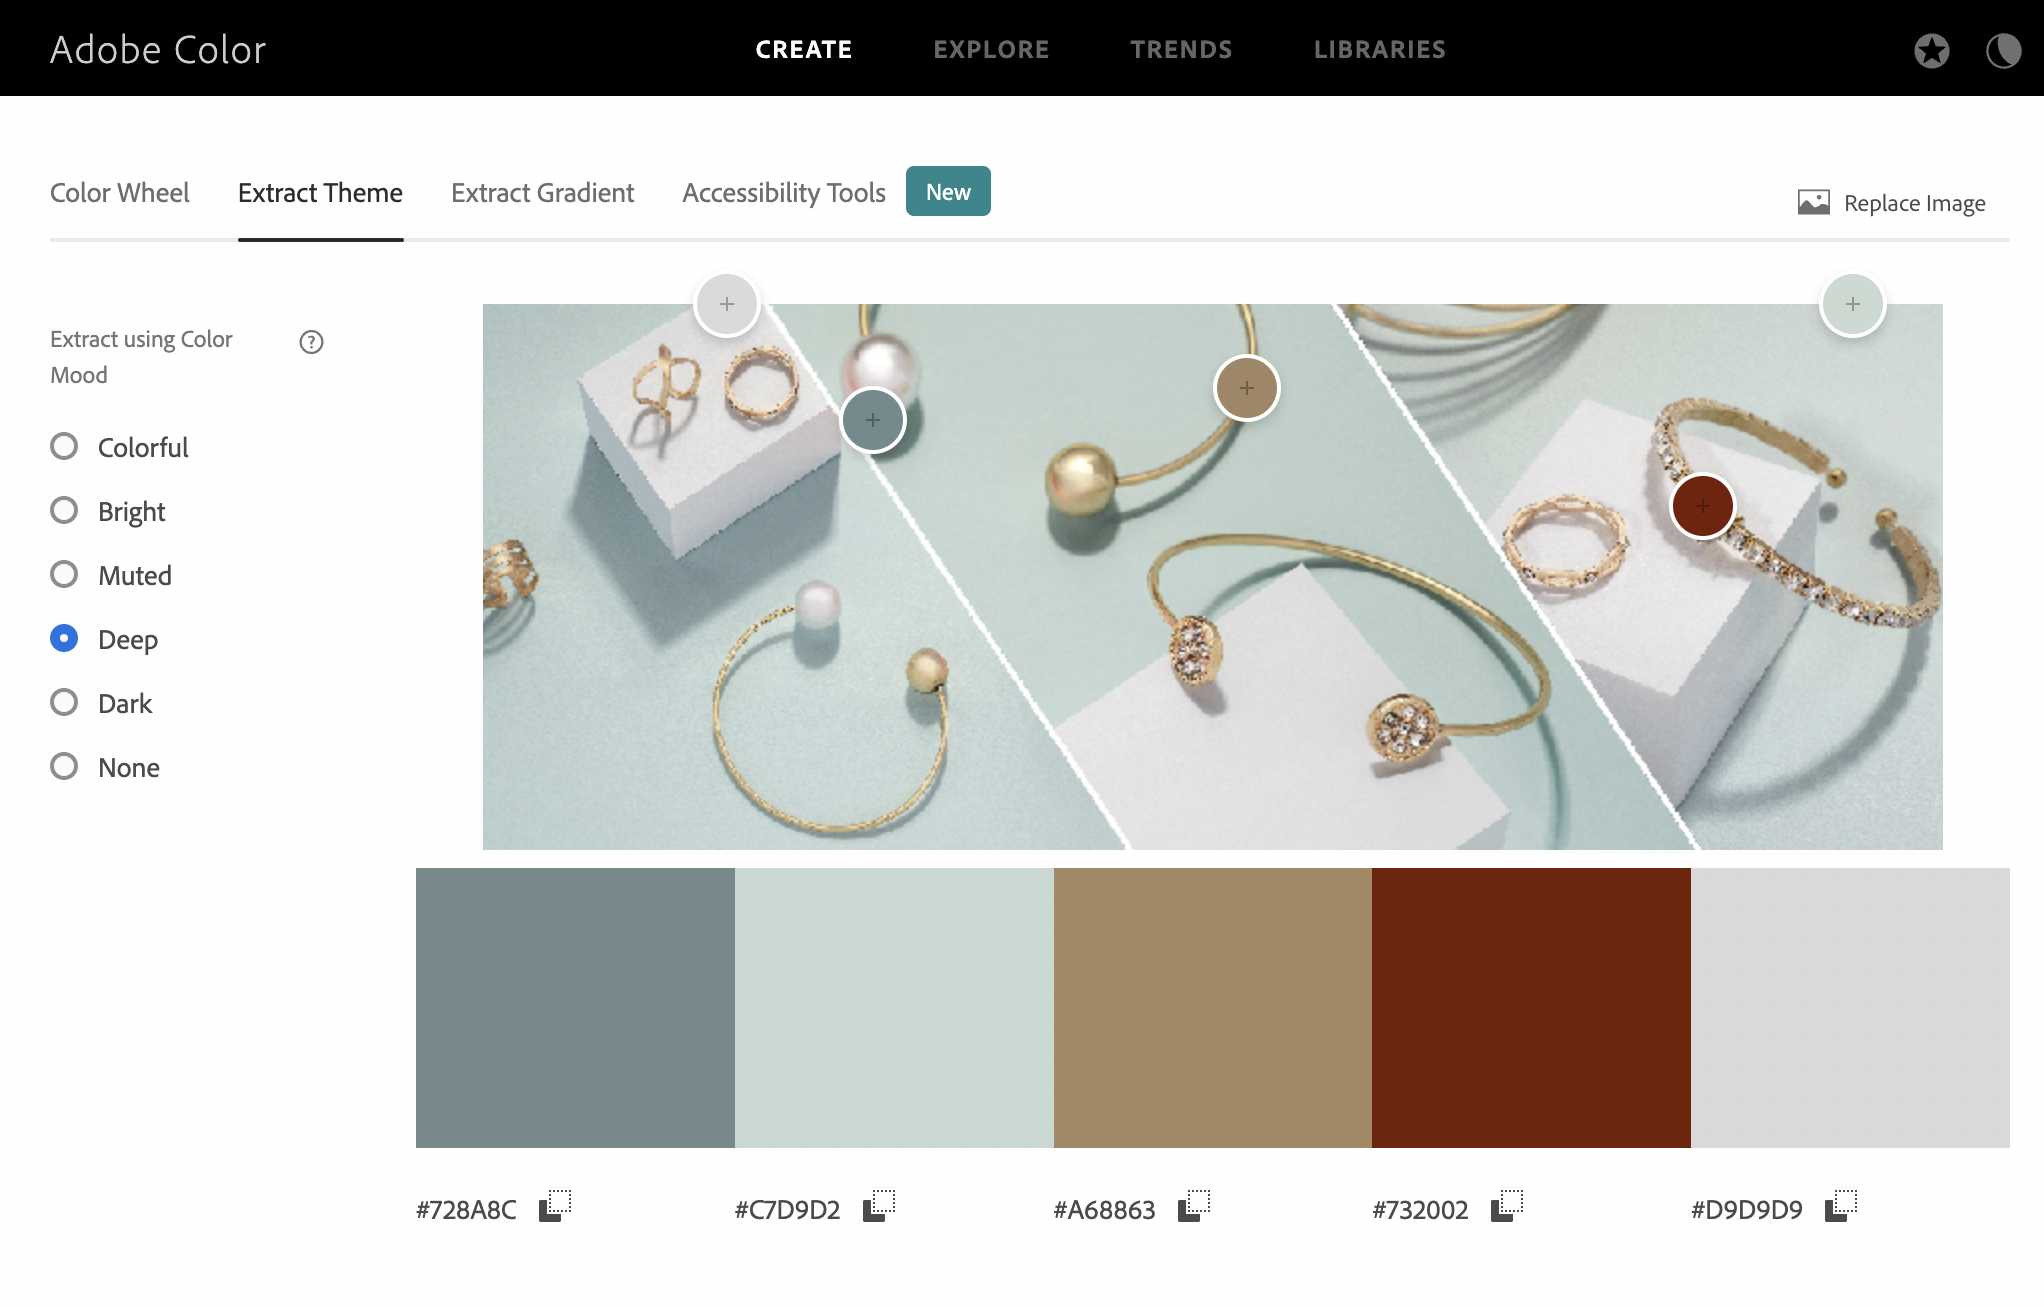 Adobe Color
CREATE
EXPLORE
TRENDS
LIBRARIES
Color Wheel
Extract Theme
Extract Gradient
Accessibility Tools
New
Replace Image
Extract using Color
Mood
Colorful
Bright
Muted
Deep
Dark
None
#728A8C
#C7D9D2
#A68863
#732002
#D9D9D9